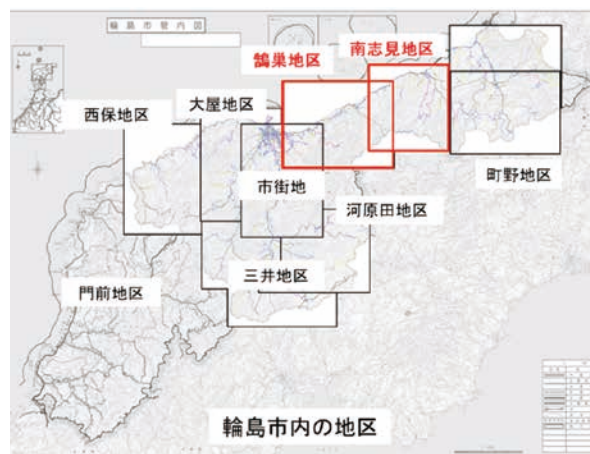 輪島市管内図
鵠巣地区
南志見地区
大屋地区
西保地区
市街地
町野地区
河原田地区
三井地区
門前地区
輪島市内の地区